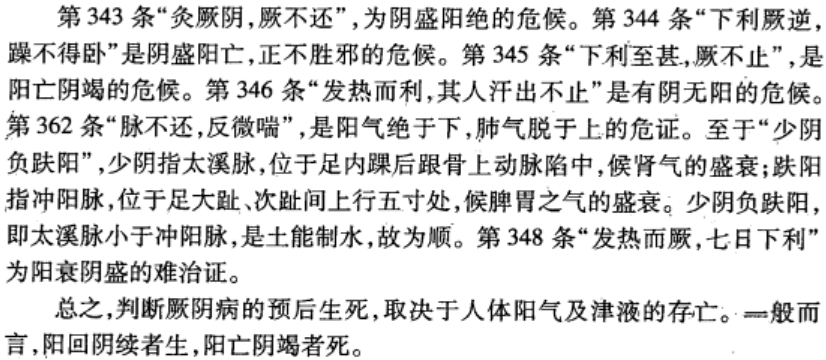 第 343 条“灸厥阴，厥不还”，为阴盛阳绝的危候。第 344 条“下利厥逆，
躁不得卧”是阴盛阳亡，正不胜邪的危候。第 345 条“下利至甚，厥不止”，是
阳亡阴竭的危候。第 346 条“发热而利，其人汗出不止”是有阴无阳的危候。
第 362 条“脉不还，反微喘”，是阳气绝于下，肺气脱于上的危证。至于“少阴
负趺阳”，少阴指太溪脉，位于足内踝后跟骨上动脉陷中，候肾气的盛衰；趺阳
指冲阳脉，位于足大趾、次趾间上行五寸处，候脾胃之气的盛衰。少阴负趺阳，
即太溪脉小于冲阳脉，是土能制水，故为顺。第 348 条“发热而厥，七日下利”
为阳衰阴盛的难治证。
总之，判断厥阴病的预后生死，取决于人体阳气及津液的存亡。一般而
言，阳回阴续者生，阳亡阴竭者死。